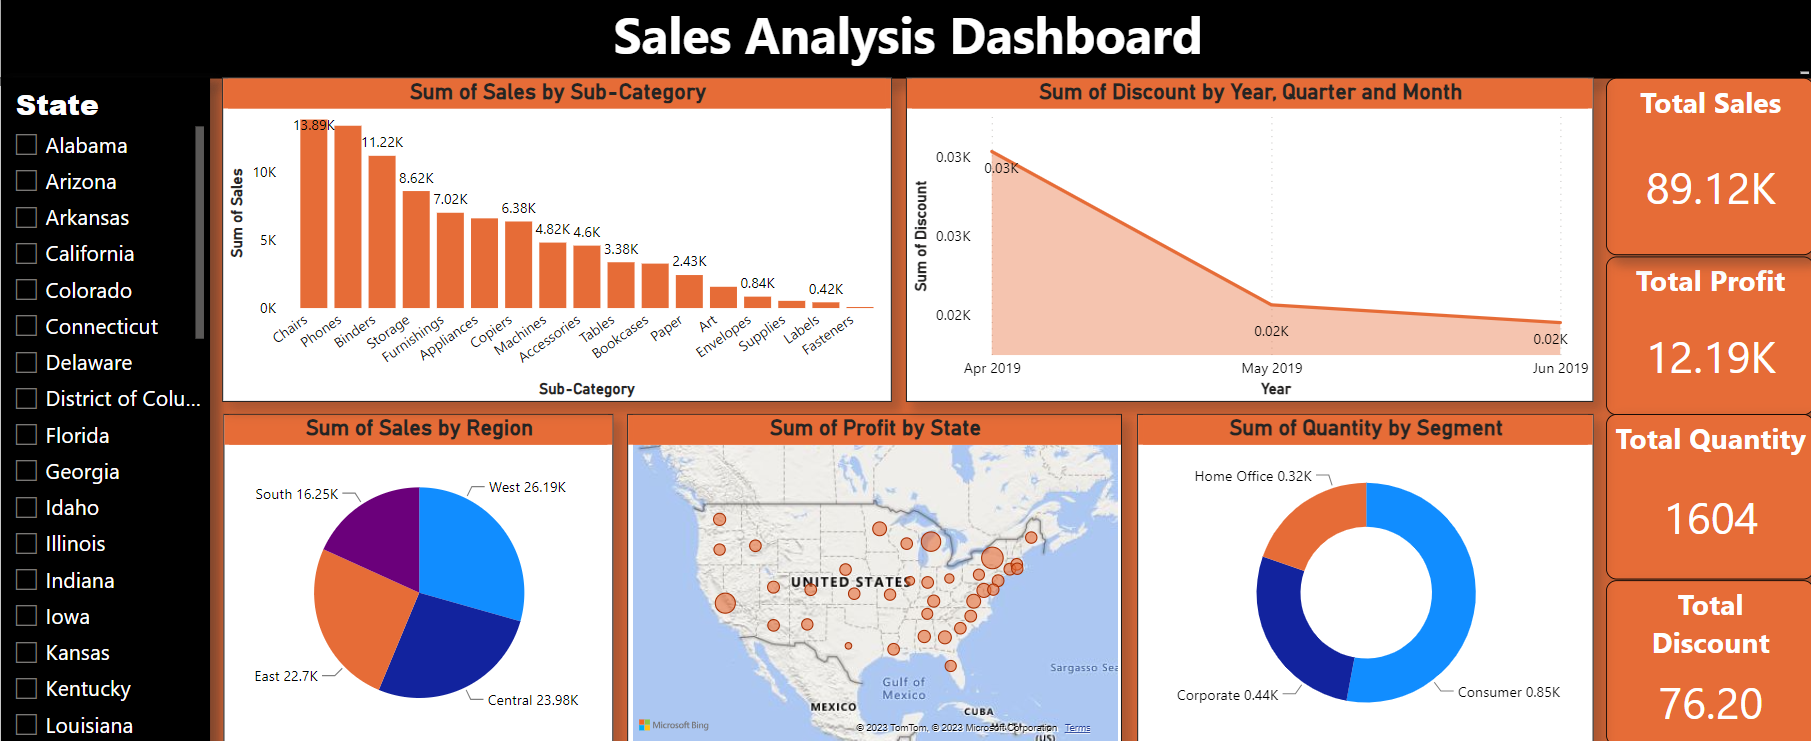 Sales Analysis Dashboard
State
Alabama
Arizona
Arkansas
California
Colorado
Connecticut
Delaware
District of Colu...
Florida
Georgia
Idaho
Illinois
Indiana
Iowa
Kansas
Kentucky
Louisiana
Sum of Sales by Sub-Category
Sum of Sales
10K
5K
0K
13.89K
11.22K
8.62K
7.02K
6.38K
4.82K
4.6K
3.38K
2.43K
0.84K
0.42K
Chairs
Phones
Binders
Storage
Furnishings
Appliances
Copiers
Machines
Accessories
Tables
Bookcases
Paper
Art
Envelopes
Supplies
Labels
Fasteners
Sub-Category
Sum of Discount by Year, Quarter and Month
Sum of Discount
0.03K
0.03K
0.02K
0.03K
0.02K
0.02K
Apr 2019
May 2019
Jun 2019
Year
Total Sales
89.12K
Total Profit
12.19K
Total Quantity
1604
Total
Discount
76.20
Sum of Sales by Region
South 16.25K
West 26.19K
East 22.7K
Central 23.98K
Sum of Profit by State
UNITED STATES
Sargasso Sea
Gulf of
Mexico
MEXICO
CUBA
(US)
Microsoft Bing
© 2023 TomTom, © 2023 Microsoft Corporation
Terms
Sum of Quantity by Segment
Home Office 0.32K
Corporate 0.44K
Consumer 0.85K